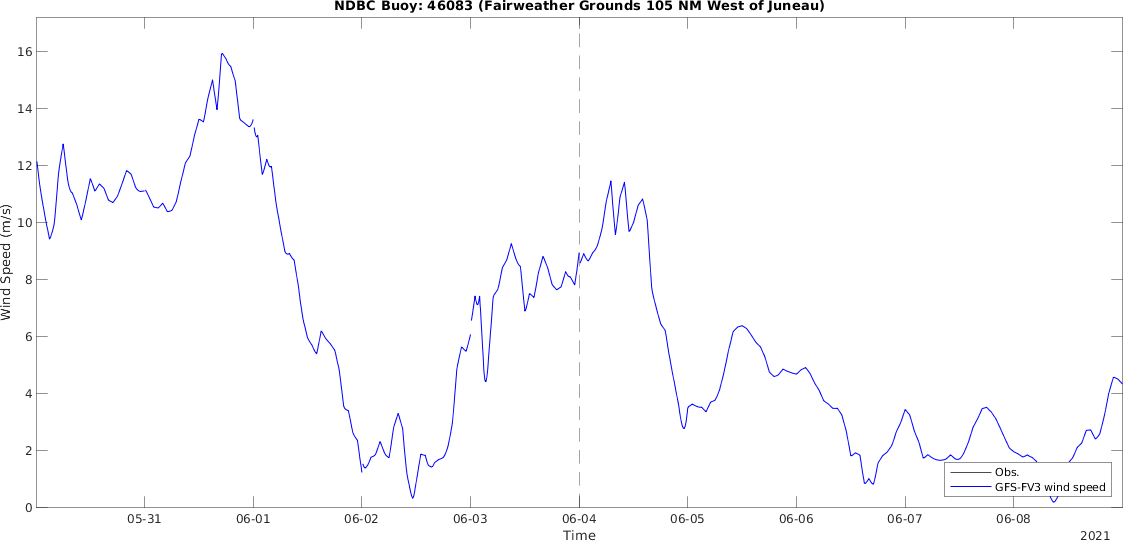 NDBC Buoy: 46083 (Fairweather Grounds 105 NM West of Juneau)
16
14
12
10
8
6
4
2
0
Wind Speed (m/s)
Obs.
GFS-FV3 wind speed
05-31 06-01 06-02 06-03 06-04 06-05 06-06 06-07 06-08
Time
2021